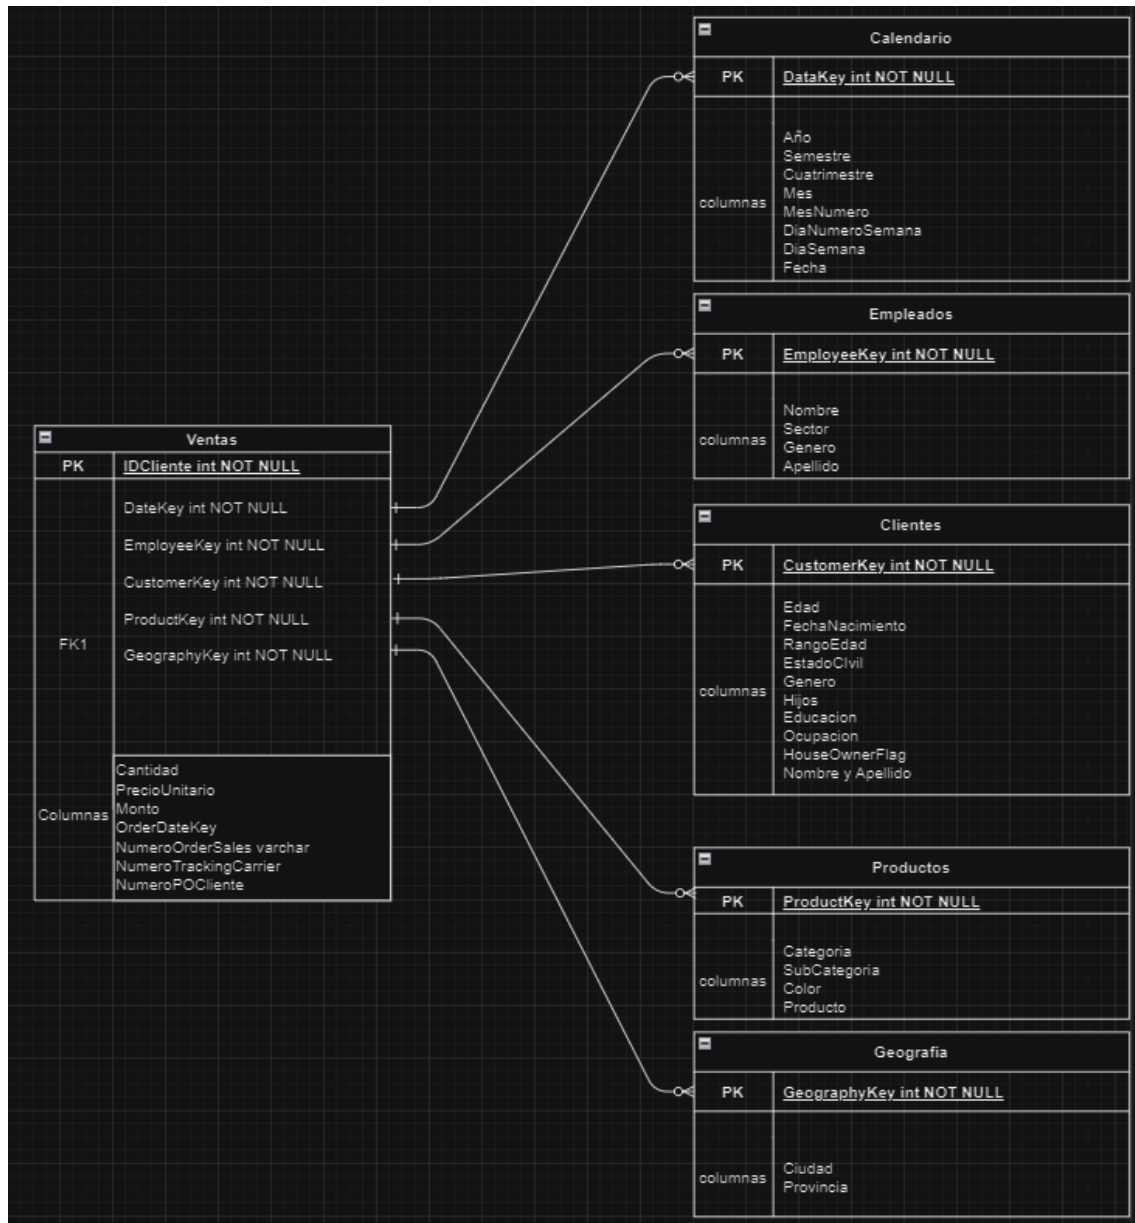 Calendario
PK DataKey int NOT NULL
columnas
Año
Semestre
Cuatrimestre
Mes
MesNumero
DiaNumeroSemana
DiaSemana
Fecha
Empleados
PK EmployeeKey int NOT NULL
columnas
Nombre
Sector
Genero
Apellido
Ventas
PK IDCliente int NOT NULL
FK1
DateKey int NOT NULL
EmployeeKey int NOT NULL
CustomerKey int NOT NULL
ProductKey int NOT NULL
GeographyKey int NOT NULL
Columnas
Cantidad
PrecioUnitario
Monto
OrderDateKey
NumeroOrderSales varchar
NumeroTrackingCarrier
NumeroPOCliente
Clientes
PK CustomerKey int NOT NULL
columnas
Edad
FechaNacimiento
RangoEdad
EstadoCIvil
Genero
Hijos
Educacion
Ocupacion
HouseOwnerFlag
Nombre y Apellido
Productos
PK ProductKey int NOT NULL
columnas
Categoria
SubCategoria
Color
Producto
Geografia
PK GeographyKey int NOT NULL
columnas
Ciudad
Provincia